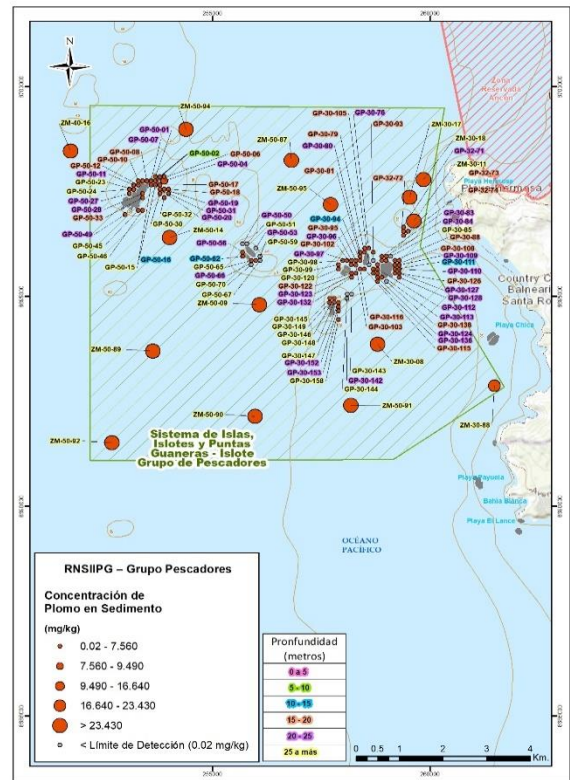 N
ZM-50-94
ZM-40-16
GP-50-01
GP-50-07
GP-50-08
GP-50-10
GP-50-12
GP-50-11
GP-50-23
GP-50-24
GP-50-27
GP-50-28
GP-50-33
GP-50-49
GP-50-45
GP-50-46
GP-50-15
GP-50-02
GP-50-06
GP-50-04
GP-50-17
GP-50-18
GP-50-19
GP-50-31
GP-50-20
GP-50-32
GP-50-30
ZM-50-14
GP-50-16
ZM-50-87
ZM-50-95
GP-50-50
GP-50-51
GP-50-53
GP-50-59
GP-50-56
GP-50-52
GP-50-65
GP-50-66
GP-50-70
GP-50-67
ZM-50-09
GP-30-105
GP-30-76
GP-30-79
GP-30-93
GP-30-80
GP-30-81
GP-30-95
GP-30-96
GP-30-102
GP-30-97
GP-30-98
GP-30-99
GP-30-120
GP-30-122
GP-30-123
GP-30-132
GP-30-145
GP-30-149
GP-30-146
GP-30-148
GP-30-147
GP-30-152
GP-30-153
GP-30-158
ZM-30-17
ZM-30-18
GP-32-71
ZM-30-11
GP-32-72
GP-32-73
GP-30-83
GP-30-84
GP-30-109
GP-30-111
GP-30-110
GP-30-126
GP-30-127
GP-30-128
GP-30-112
GP-30-113
GP-30-124
GP-30-136
GP-30-115
GP-30-116
GP-30-103
ZM-30-08
GP-30-143
GP-30-142
GP-30-144
ZM-50-89
ZM-50-90
ZM-50-91
ZM-50-92
ZM-30-88
Zona
Reservada
Ancón
Country C
Balneari
Santa Ro
Playa Chica
Bahía Blanca
Playa El Lance
Sistema de Islas,
Islotes y Puntas
Guaneras - Islote
Grupo de Pescadores
OCÉANO
PACÍFICO
RNSIIPG – Grupo Pescadores
Concentración de
Plomo en Sedimento
(mg/kg)
0.02 - 7.560
7.560 - 9.490
9.490 - 16.640
16.640 - 23.430
> 23.430
< Límite de Detección (0.02 mg/kg)
Pronfundidad
(metros)
0 a 5
5 - 10
10 - 15
15 - 20
20 - 25
25 a más
0 0.5 1 2 3 4
Km.
255000
260000